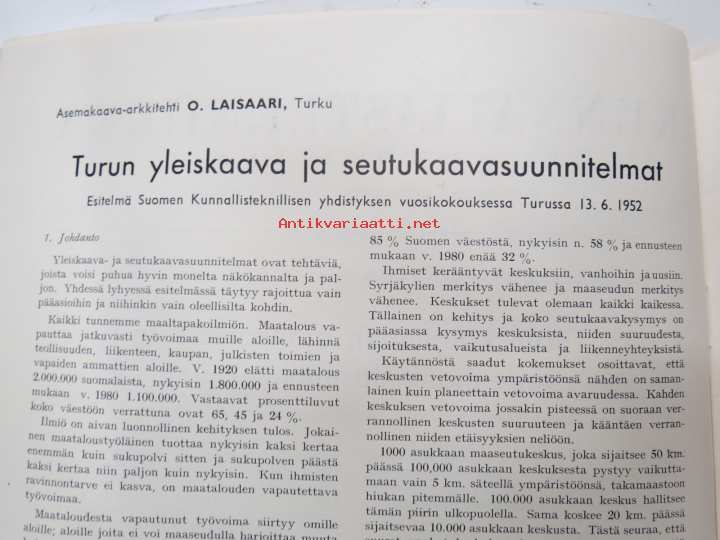 Asemakaava-arkkitehti O. LAISAARI, Turku
Turun yleiskaava ja seutukaavasuunnitelmat
Esitelmä Suomen Kunnallisteknillisen yhdistyksen vuosikokouksessa Turussa 13.6.1952
Antikvariaatti.net
1. Johdanto
Yleiskaava- ja seutukaavasuunnitelmat ovat tehtäviä,
joista voisi puhua hyvin monelta näkökannalta ja pal-
jon. Yhdessä lyhyessä esitelmässä täytyy rajoittua vain
pääasioihin ja niihinkin vain oleellisilta kohdin.
Kaikki tunnemme maaltapakoilmiön. Maatalous va-
pauttaa jatkuvasti työvoimaa muille aloille, lähinnä
teollisuuden, liikenteen, kaupan, julkisten toimien ja
vapaiden ammattien aloille. V. 1920 elätti maatalous
2.000.000 suomalaista, nykyisin 1.800.000 ja ennusteen
mukaan v. 1980 1.100.000. Vastaavat prosenttiluvut
koko väestöön verrattuna ovat 65, 45 ja 24 %.
Ilmiö on aivan luonnollinen kehityksen tulos. Jokai-
nen maataloustyöläinen tuottaa nykyisin kaksi kertaa
enemmän kuin sukupolvi sitten ja sukupolven päästä
kaksi kertaa niin paljon kuin nykyisin. Kun ihmisten
ravinnontarve ei kasva, on maatalouden vapautettava
työvoimaa.
Maataloudesta vapautunut työvoima siirtyy omille
aloille; aloille joita ei voi maaseudulla harjoittaa muuta
85 % Suomen väestöstä, nykyisin n. 58 % ja ennusteen
mukaan v. 1980 enää 32 %.
Ihmiset kerääntyvät keskuksiin, vanhoihin ja uusiin.
Syrjäkylien merkitys vähenee ja maaseudun merkitys
vähenee. Keskukset tulevat olemaan kaikki kaikessa.
Tällainen on kehitys ja koko seutukaavakysymys on
pääasiassa kysymys keskuksista, niiden suuruudesta,
sijoituksesta, vaikutusalueista ja liikenneyhteyksistä.
Käytännöstä saadut kokemukset osoittavat, että
keskusten vetovoima ympäristöönsä nähden on saman-
lainen kuin planeettain vetovoima avaruudessa. Kahden
keskuksen vetovoima jossakin pisteessä on suoraan ver-
rannollinen keskusten suuruuteen ja kääntäen verran-
nollinen niiden etäisyyksien neliöön.
1000 asukkaan maaseutukeskus, joka sijaitsee 50 km.
päässä 100,000 asukkaan keskuksesta pystyy vaikutta-
maan vain 5 km. säteellä ympäristöönsä, takamaastoon
hiukan pitemmälle. 100.000 asukkaan keskus hallitsee
tämän piirin ulkopuolella. Sama koskee 20 km. päässä
sijaitsevaa 10.000 asukkaan keskusta. Tästä seuraa, että